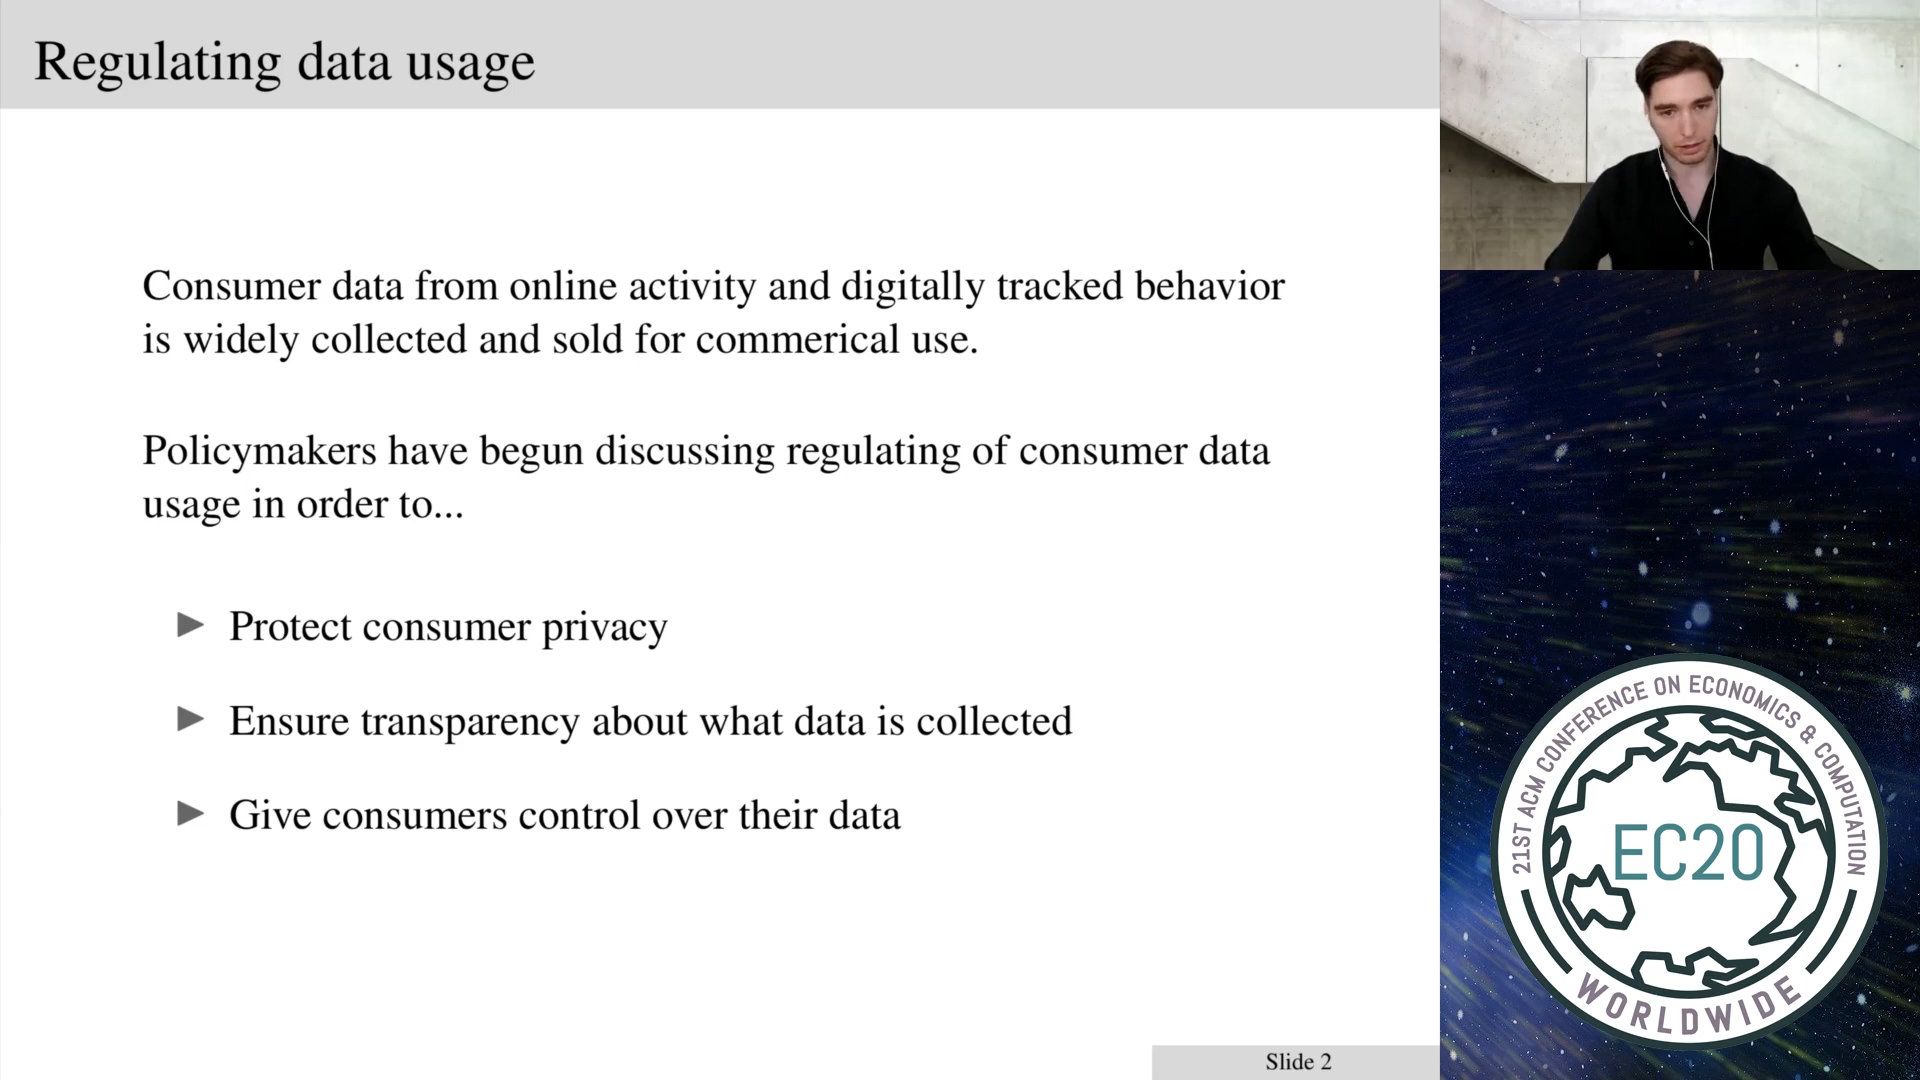 Regulating data usage
Consumer data from online activity and digitally tracked behavior
is widely collected and sold for commerical use.
Policymakers have begun discussing regulating of consumer data
usage in order to...
Protect consumer privacy
Ensure transparency about what data is collected
Give consumers control over their data
Slide 2
21ST ACM CONFERENCE ON ECONOMICS & COMPUTATION
EC20
WORLDWIDE